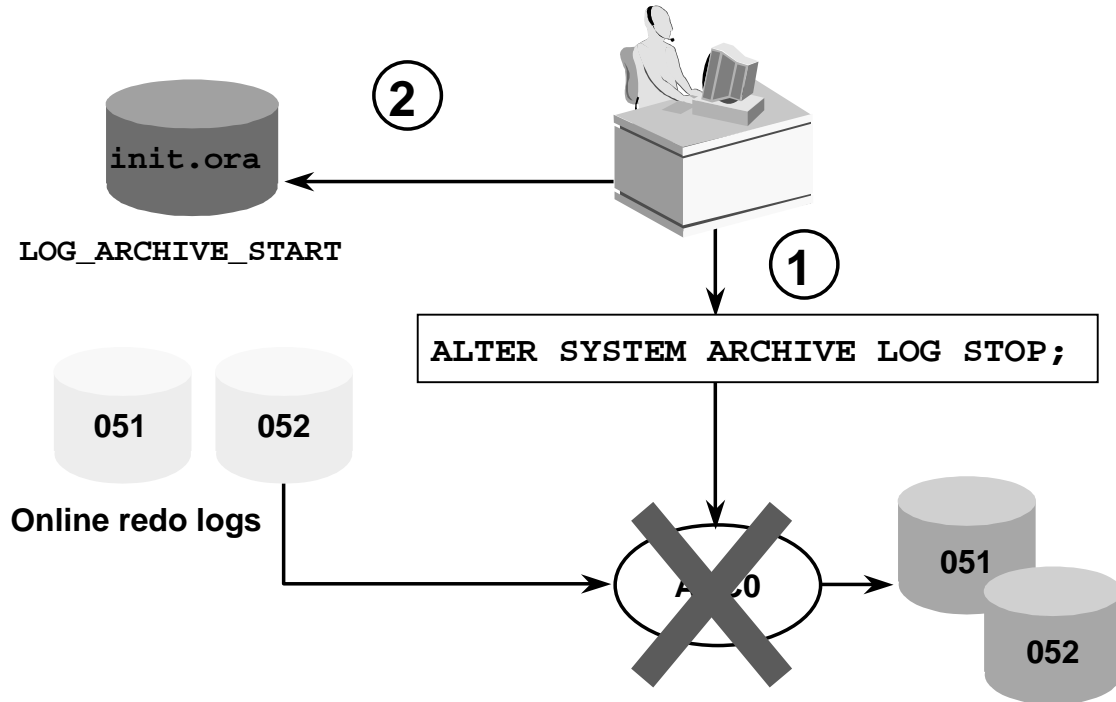 2
init.ora
LOG_ARCHIVE_START
1
ALTER SYSTEM ARCHIVE LOG STOP;
051
052
Online redo logs
051
052